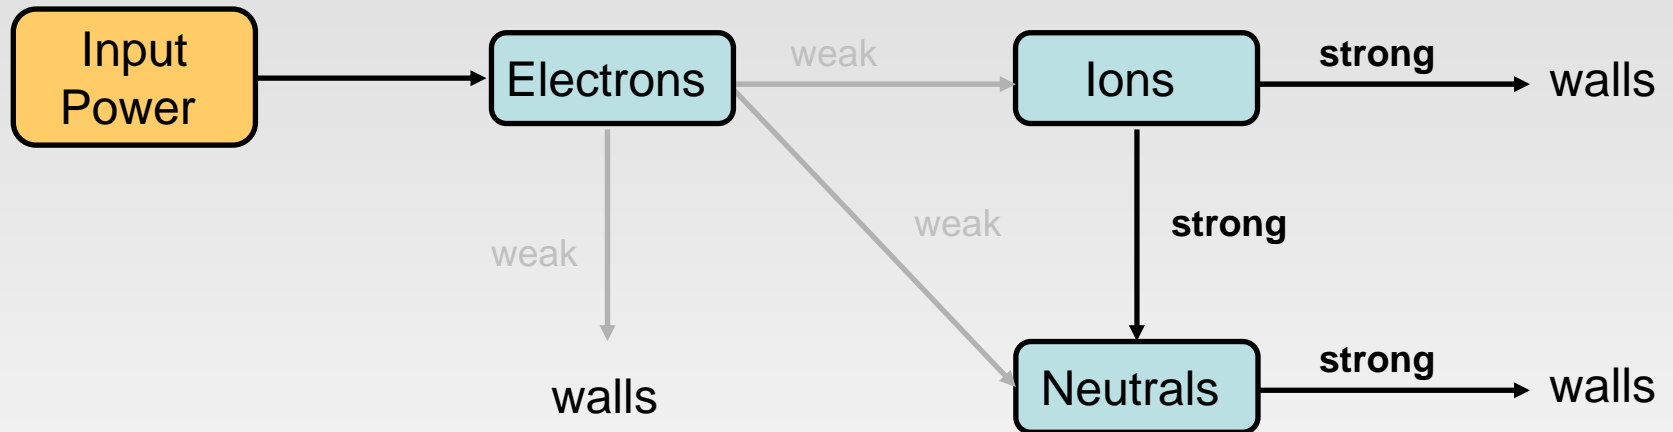 Input
Power
Electrons
weak
Ions
strong
walls
weak
weak
strong
walls
Neutrals
strong
walls